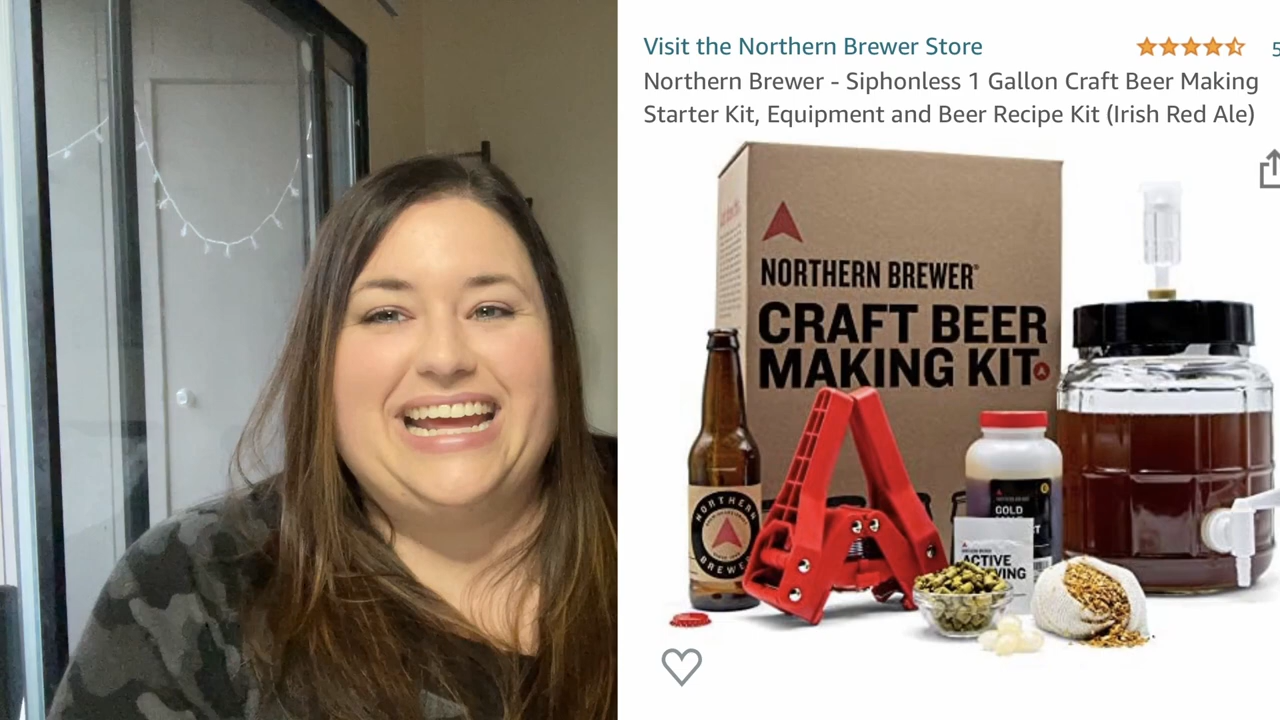 Visit the Northern Brewer Store
5
Northern Brewer - Siphonless 1 Gallon Craft Beer Making
Starter Kit, Equipment and Beer Recipe Kit (Irish Red Ale)
NORTHERN BREWER®
CRAFT BEER
MAKING KIT
NORTHERN
BREWER
GOLD
ACTIVE